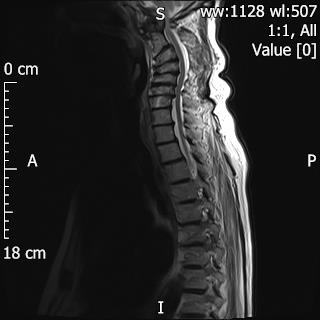 S
ww:1128 wl:507
1:1, All
Value [0]
0 cm
A
P
18 cm
I